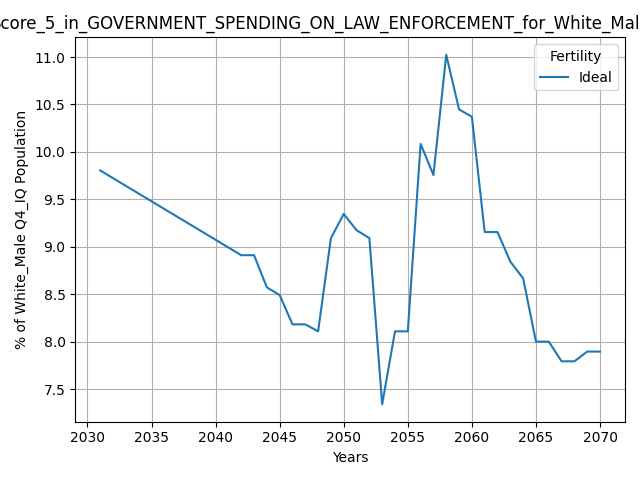 core_5_in_GOVERNMENT_SPENDING_ON_LAW_ENFORCEMENT_for_White_Mal
Fertility
Ideal
% of White_Male Q4_IQ Population
11.0
10.5
10.0
9.5
9.0
8.5
8.0
7.5
2030 2035 2040 2045 2050 2055 2060 2065 2070
Years